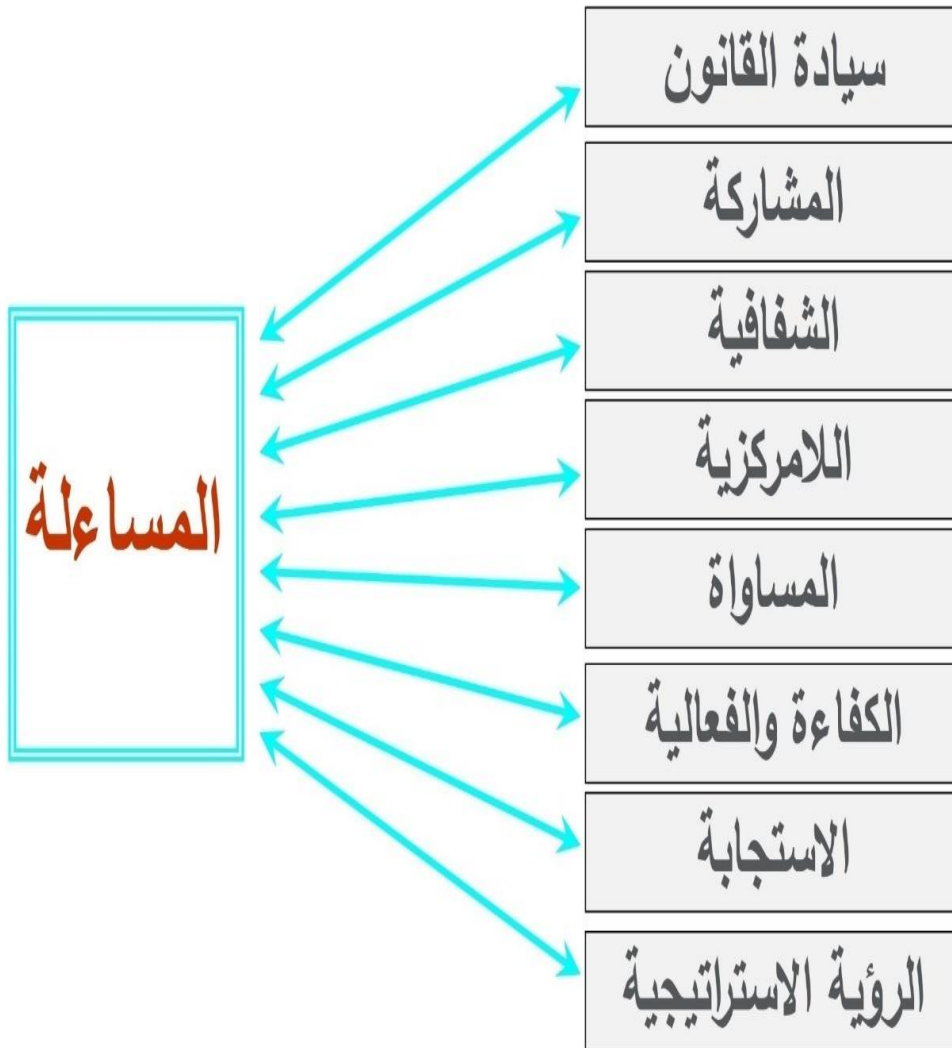 سيادة القانون
المشاركة
الشفافية
اللامركزية
المساواة
الكفاءة والفعالية
الاستجابة
الرؤية الاستراتيجية
المساءلة